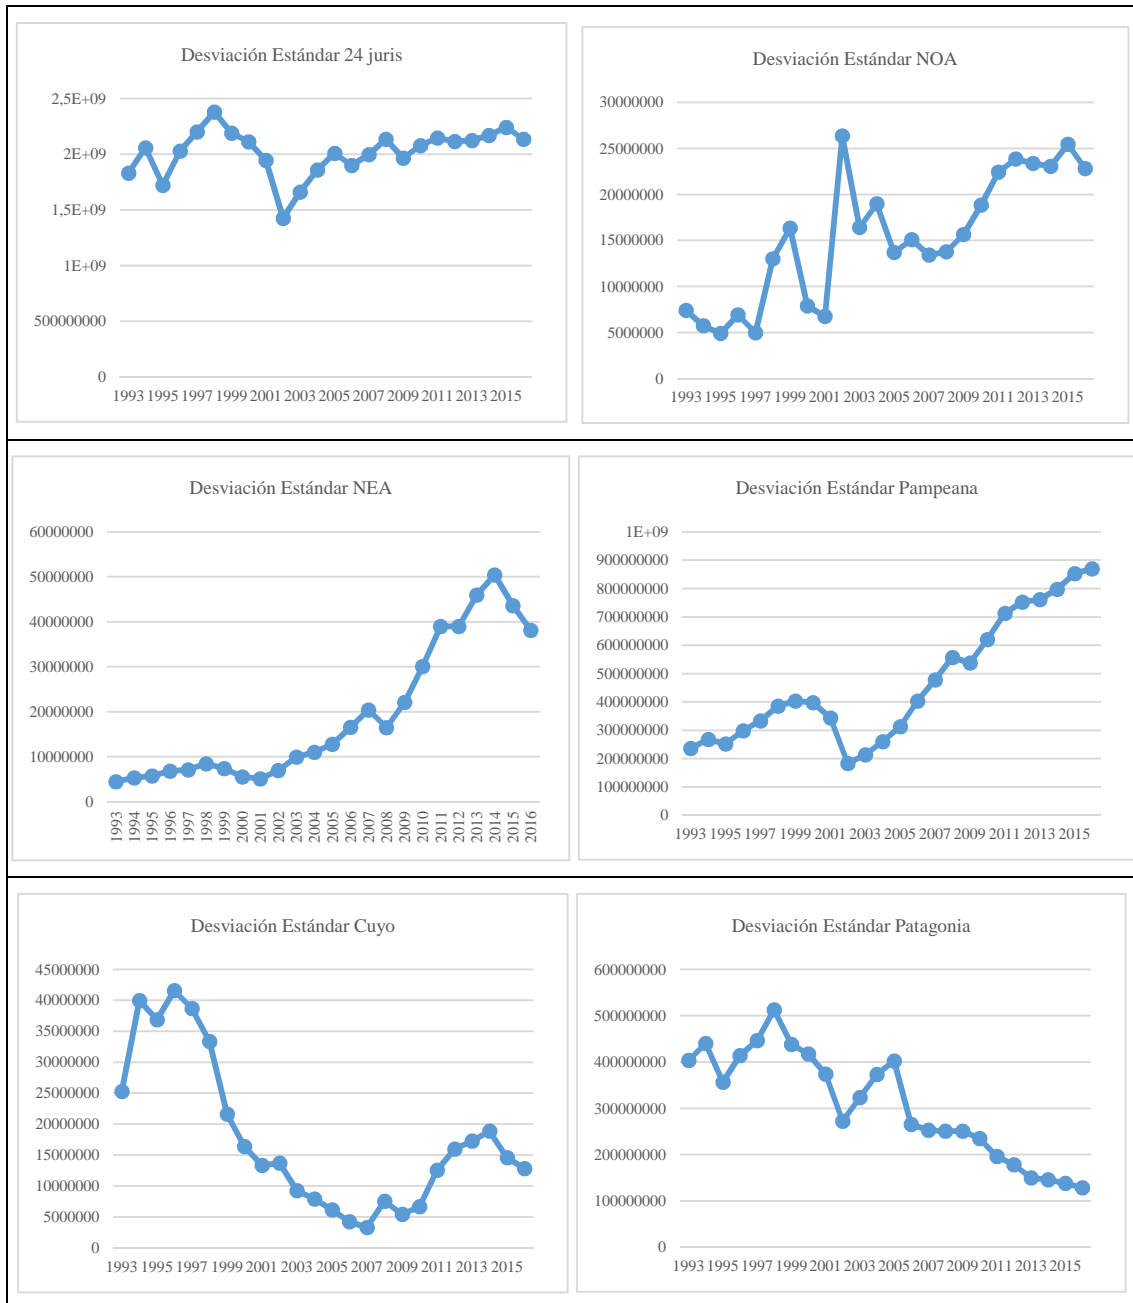 Desviación Estándar 24 juris
2,5E+09
2E+09
1,5E+09
1E+09
500000000
0
1993 1995 1997 1999 2001 2003 2005 2007 2009 2011 2013 2015
Desviación Estándar NOA
30000000
25000000
20000000
15000000
10000000
5000000
0
1993 1995 1997 1999 2001 2003 2005 2007 2009 2011 2013 2015
Desviación Estándar NEA
60000000
50000000
40000000
30000000
20000000
10000000
0
1993 1994 1995 1996 1997 1998 1999 2000 2001 2002 2003 2004 2005 2006 2007 2008 2009 2010 2011 2012 2013 2014 2015 2016
Desviación Estándar Pampeana
1E+09
900000000
800000000
700000000
600000000
500000000
400000000
300000000
200000000
100000000
0
1993 1995 1997 1999 2001 2003 2005 2007 2009 2011 2013 2015
Desviación Estándar Cuyo
45000000
40000000
35000000
30000000
25000000
20000000
15000000
10000000
5000000
0
1993 1995 1997 1999 2001 2003 2005 2007 2009 2011 2013 2015
Desviación Estándar Patagonia
600000000
500000000
400000000
300000000
200000000
100000000
0
1993 1995 1997 1999 2001 2003 2005 2007 2009 2011 2013 2015